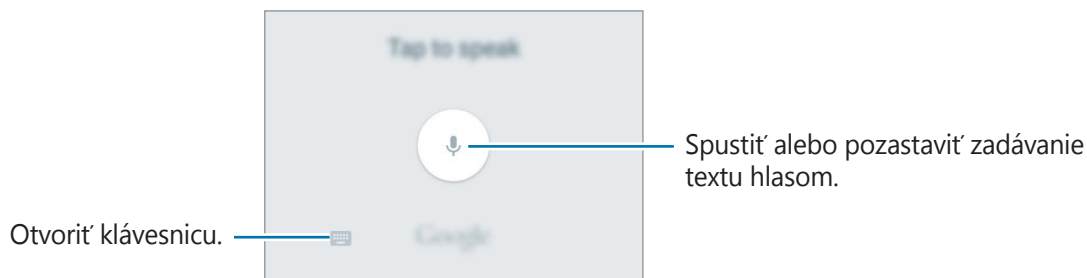 Tap to speak
Spustiť alebo pozastaviť zadávanie
textu hlasom.
Otvoriť klávesnicu.
Google